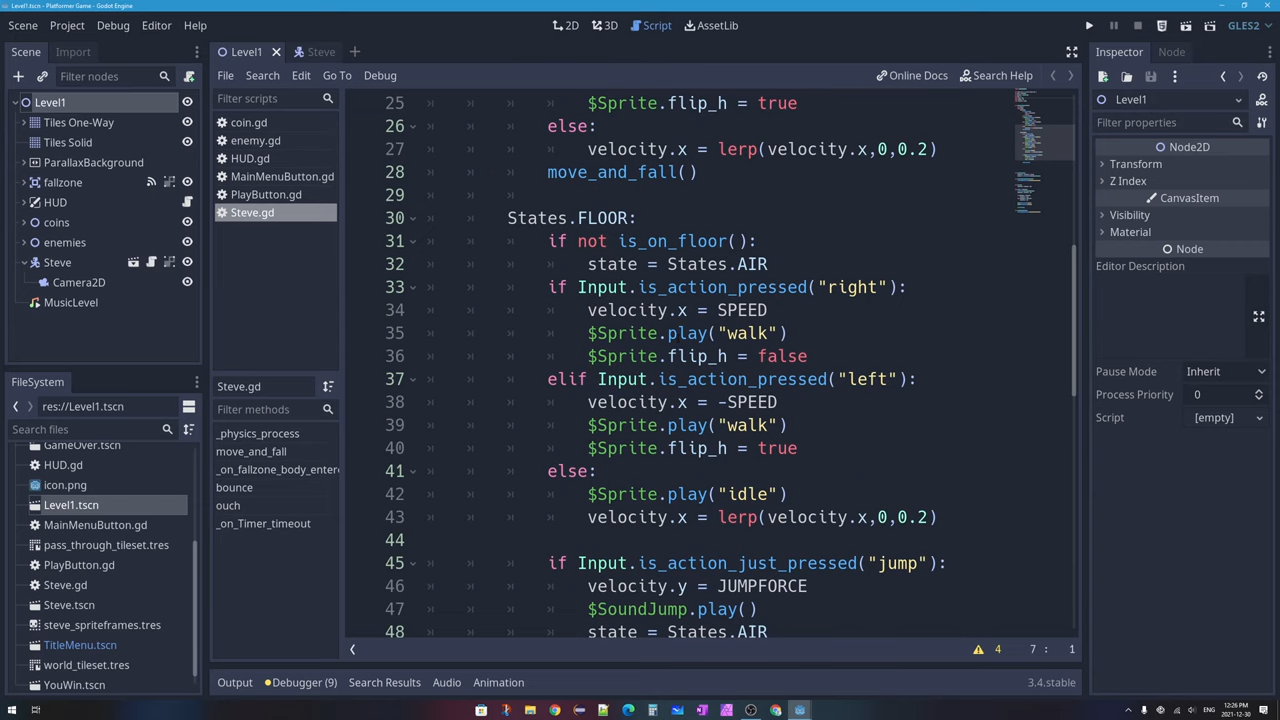 Level1.tscn - Platformer Game - Godot Engine
Scene Project Debug Editor Help
2D 3D Script AssetLib
GLES2
Scene Import
Filter nodes
Level1
Tiles One-Way
Tiles Solid
ParallaxBackground
fallzone
HUD
coins
enemies
Steve
Camera2D
MusicLevel
FileSystem
res://Level1.tscn
Search files
GameOver.tscn
HUD.gd
icon.png
Level1.tscn
MainMenuButton.gd
pass_through_tileset.tres
PlayButton.gd
Steve.gd
Steve.tscn
steve_spriteframes.tres
TitleMenu.tscn
world_tileset.tres
YouWin.tscn
Level1 Steve
File Search Edit Go To Debug
Online Docs Search Help
Filter scripts
coin.gd
enemy.gd
HUD.gd
MainMenuButton.gd
PlayButton.gd
Steve.gd
Steve.gd
Filter methods
_physics_process
move_and_fall
_on_fallzone_body_entere
bounce
ouch
_on_Timer_timeout
25 $Sprite.flip_h = true
26 else:
27 velocity.x = lerp(velocity.x,0,0.2)
28 move_and_fall()
29
30 States.FLOOR:
31 if not is_on_floor():
32 state = States.AIR
33 if Input.is_action_pressed("right"):
34 velocity.x = SPEED
35 $Sprite.play("walk")
36 $Sprite.flip_h = false
37 elif Input.is_action_pressed("left"):
38 velocity.x = -SPEED
39 $Sprite.play("walk")
40 $Sprite.flip_h = true
41 else:
42 $Sprite.play("idle")
43 velocity.x = lerp(velocity.x,0,0.2)
44
45 if Input.is_action_just_pressed("jump"):
46 velocity.y = JUMPFORCE
47 $SoundJump.play()
48 state = States.AIR
4 7 : 1
Output Debugger (9) Search Results Audio Animation
3.4.stable
Inspector Node
Level1
Filter properties
Node2D
Transform
Z Index
CanvasItem
Visibility
Material
Node
Editor Description
Pause Mode Inherit
Process Priority 0
Script [empty]
12:26 PM
2021-12-30